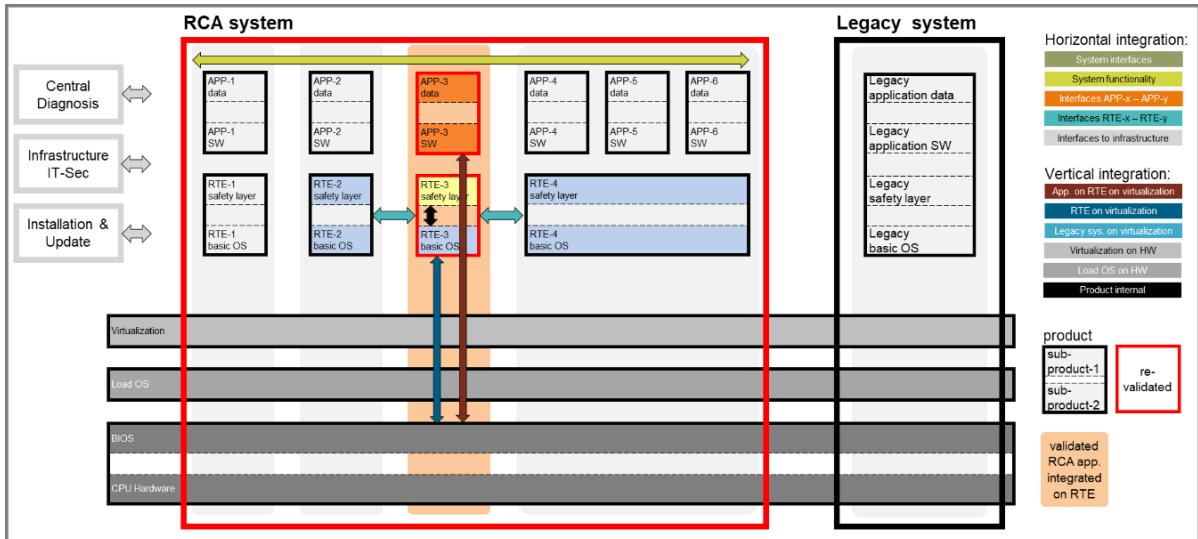 RCA system
Legacy system
Central
Diagnosis
Infrastructure
IT-Sec
Installation &
Update
APP-1
data
APP-1
SW
APP-2
data
APP-2
SW
APP-3
data
APP-3
SW
APP-4
data
APP-4
SW
APP-5
data
APP-5
SW
APP-6
data
APP-6
SW
RTE-1
safety layer
RTE-1
basic OS
RTE-2
safety layer
RTE-2
basic OS
RTE-3
safety layer
RTE-3
basic OS
RTE-4
safety layer
RTE-4
basic OS
Legacy
application data
Legacy
application SW
Legacy
safety layer
Legacy
basic OS
Virtualization
Load OS
BIOS
CPU Hardware
Horizontal integration:
System interfaces
System functionality
Interfaces APP-x – APP-y
Interfaces RTE-x – RTE-y
Interfaces to infrastructure
Vertical integration:
App. on RTE on virtualization
RTE on virtualization
Legacy sys. on virtualization
Virtualization on HW
Load OS on HW
Product internal
product
sub-
product-1
sub-
product-2
re-
validated
validated
RCA app.
integrated
on RTE